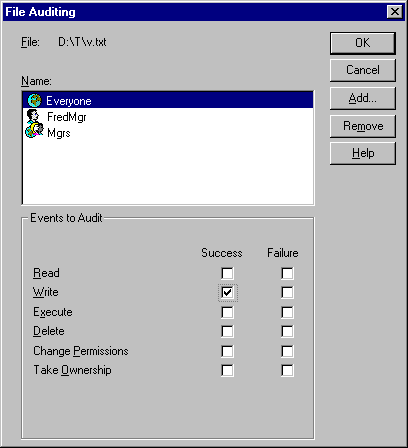 File Auditing
File: D:\T\v.txt
OK
Cancel
Name:
Add...
Everyone
FredMgr
Remove
Mgrs
Help
Events to Audit
Success Failure
Read
Write
Execute
Delete
Change Permissions
Take Ownership